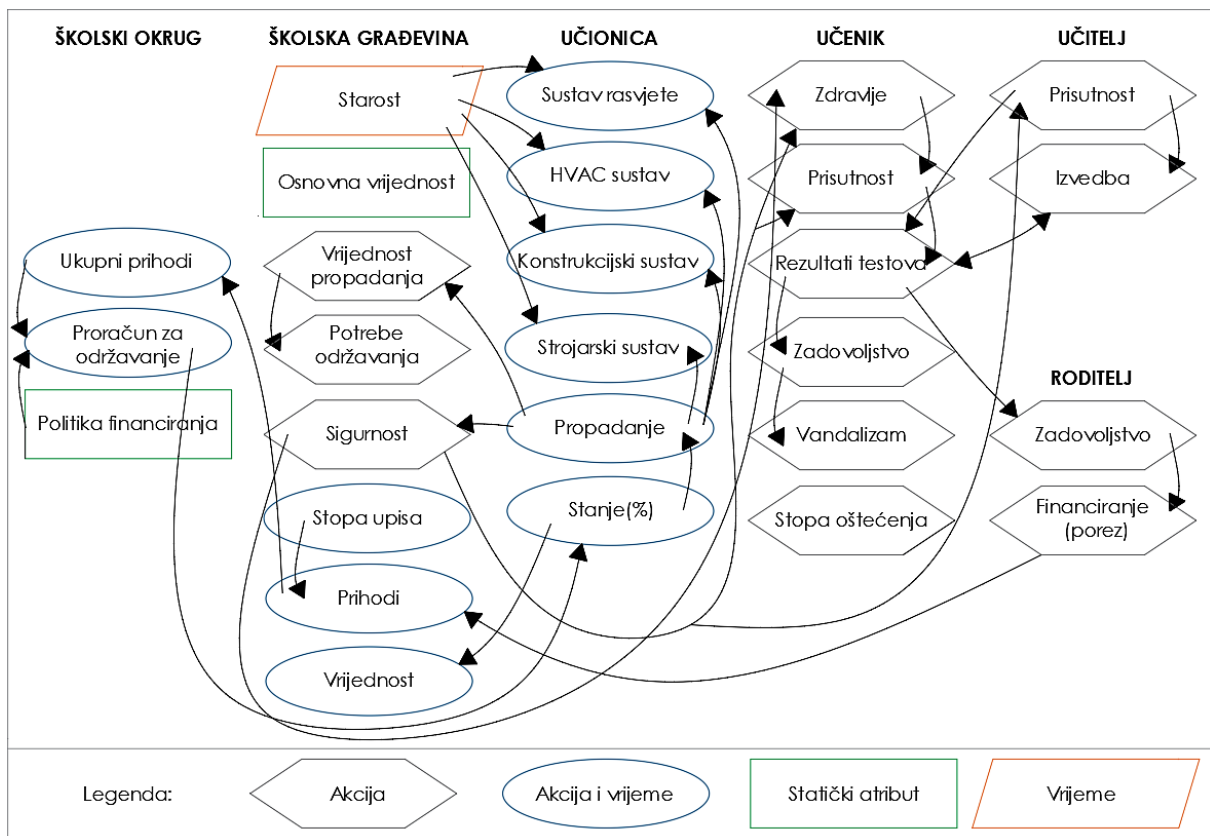 ŠKOLSKI OKRUG
ŠKOLSKA GRAĐEVINA
UČIONICA
UČENIK
UČITELJ
Starost
Sustav rasvjete
Zdravlje
Prisutnost
Osnovna vrijednost
HVAC sustav
Prisutnost
Izvedba
Ukupni prihodi
Vrijednost
propadanja
Konstrukcijski sustav
Rezultati testova
Proračun za
održavanje
Potrebe
održavanja
Strojarski sustav
Zadovoljstvo
RODITELJ
Politika financiranja
Sigurnost
Propadanje
Vandalizam
Zadovoljstvo
Stopa upisa
Stanje(%)
Stopa oštećenja
Financiranje
(porez)
Prihodi
Vrijednost
Legenda:
Akcija
Akcija i vrijeme
Statički atribut
Vrijeme